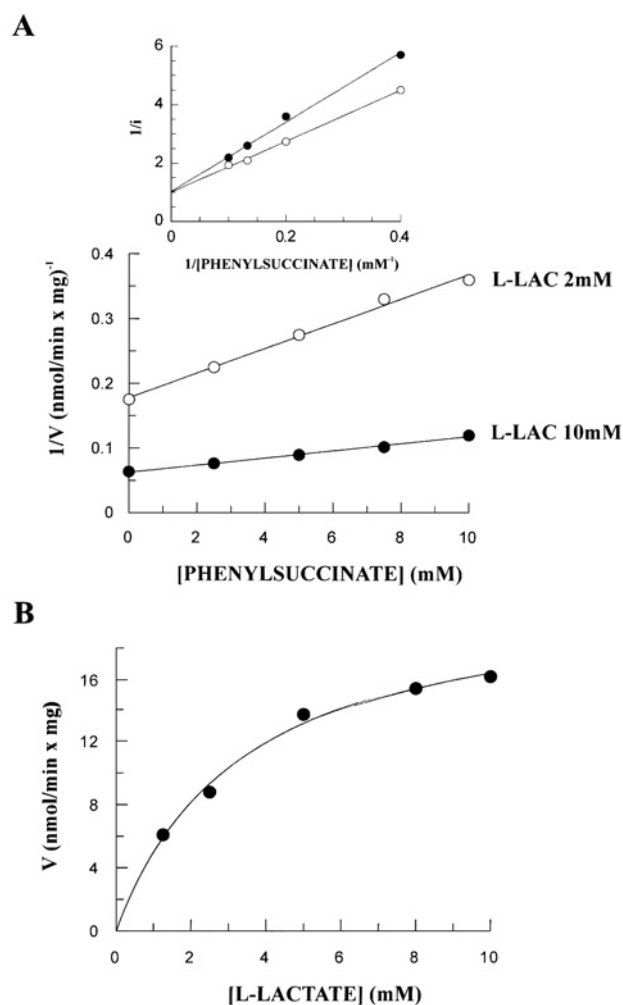 A
6
4
2
0
1/i
0
0.2
0.4
1/[PHENYLSUCCINATE] (mM⁻¹)
0.4
0.3
0.2
0.1
0
1/V (nmol/min x mg)⁻¹
L-LAC 2mM
L-LAC 10mM
0
2
4
6
8
10
[PHENYLSUCCINATE] (mM)
B
16
12
8
4
0
V (nmol/min x mg)
0
2
4
6
8
10
[L-LACTATE] (mM)